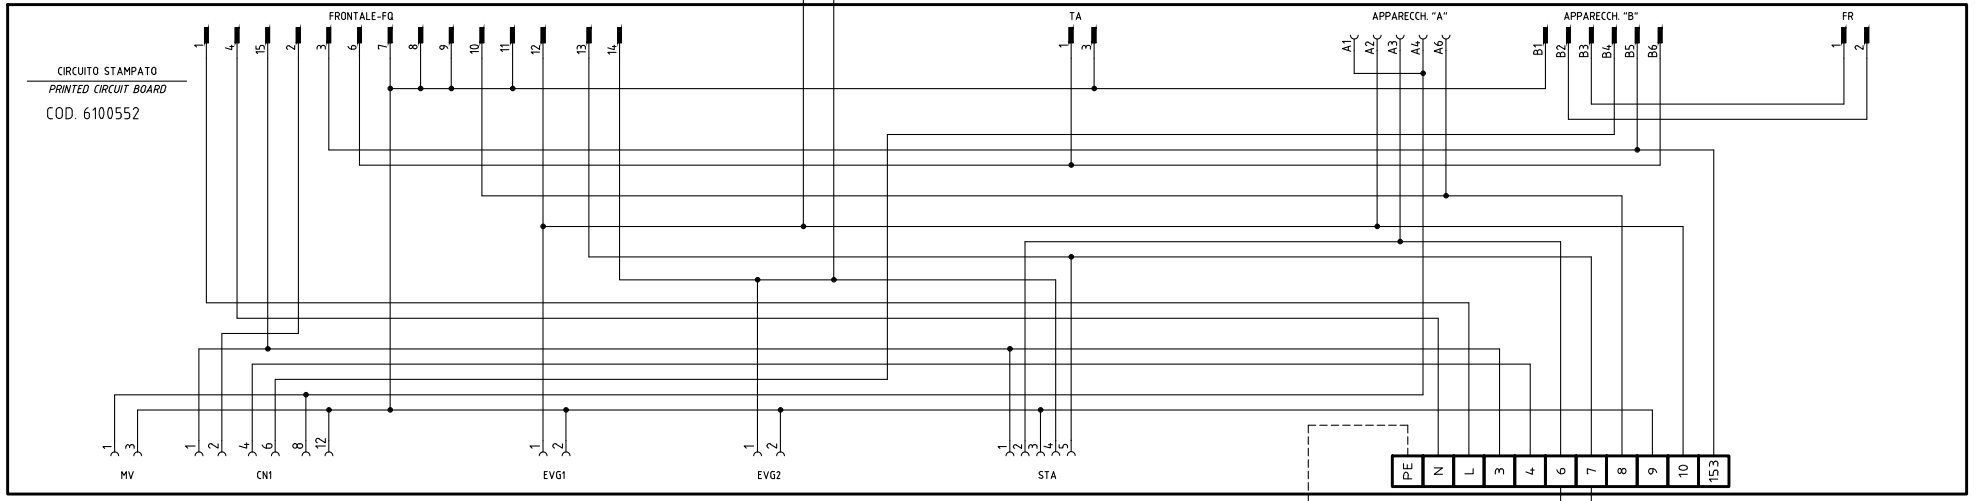 FRONTALE-FQ
TA
APPARECCH. "A"
APPARECCH. "B"
FR
1 4 15 2 3 6 7 8 9 10 11 12 13 14
1 3
A1 A2 A3 A4 A6
B1 B2 B3 B4 B5 B6
1 2
CIRCUITO STAMPATO
PRINTED CIRCUIT BOARD
COD. 6100552
1 3
1 2 4 6 8 12
1 2
1 2
1 2 3 4 5
PE N L 3 4 6 7 8 9 10 153
MV
CN1
EVG1
EVG2
STA